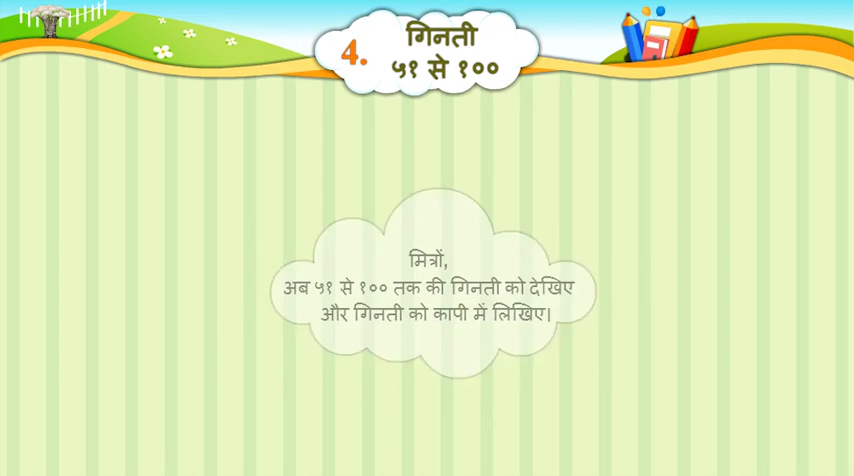 4.
गिनती
५१ से १००
मित्रों,
अब ५१ से १०० तक की गिनती को देखिए
और गिनती को कापी में लिखिए।